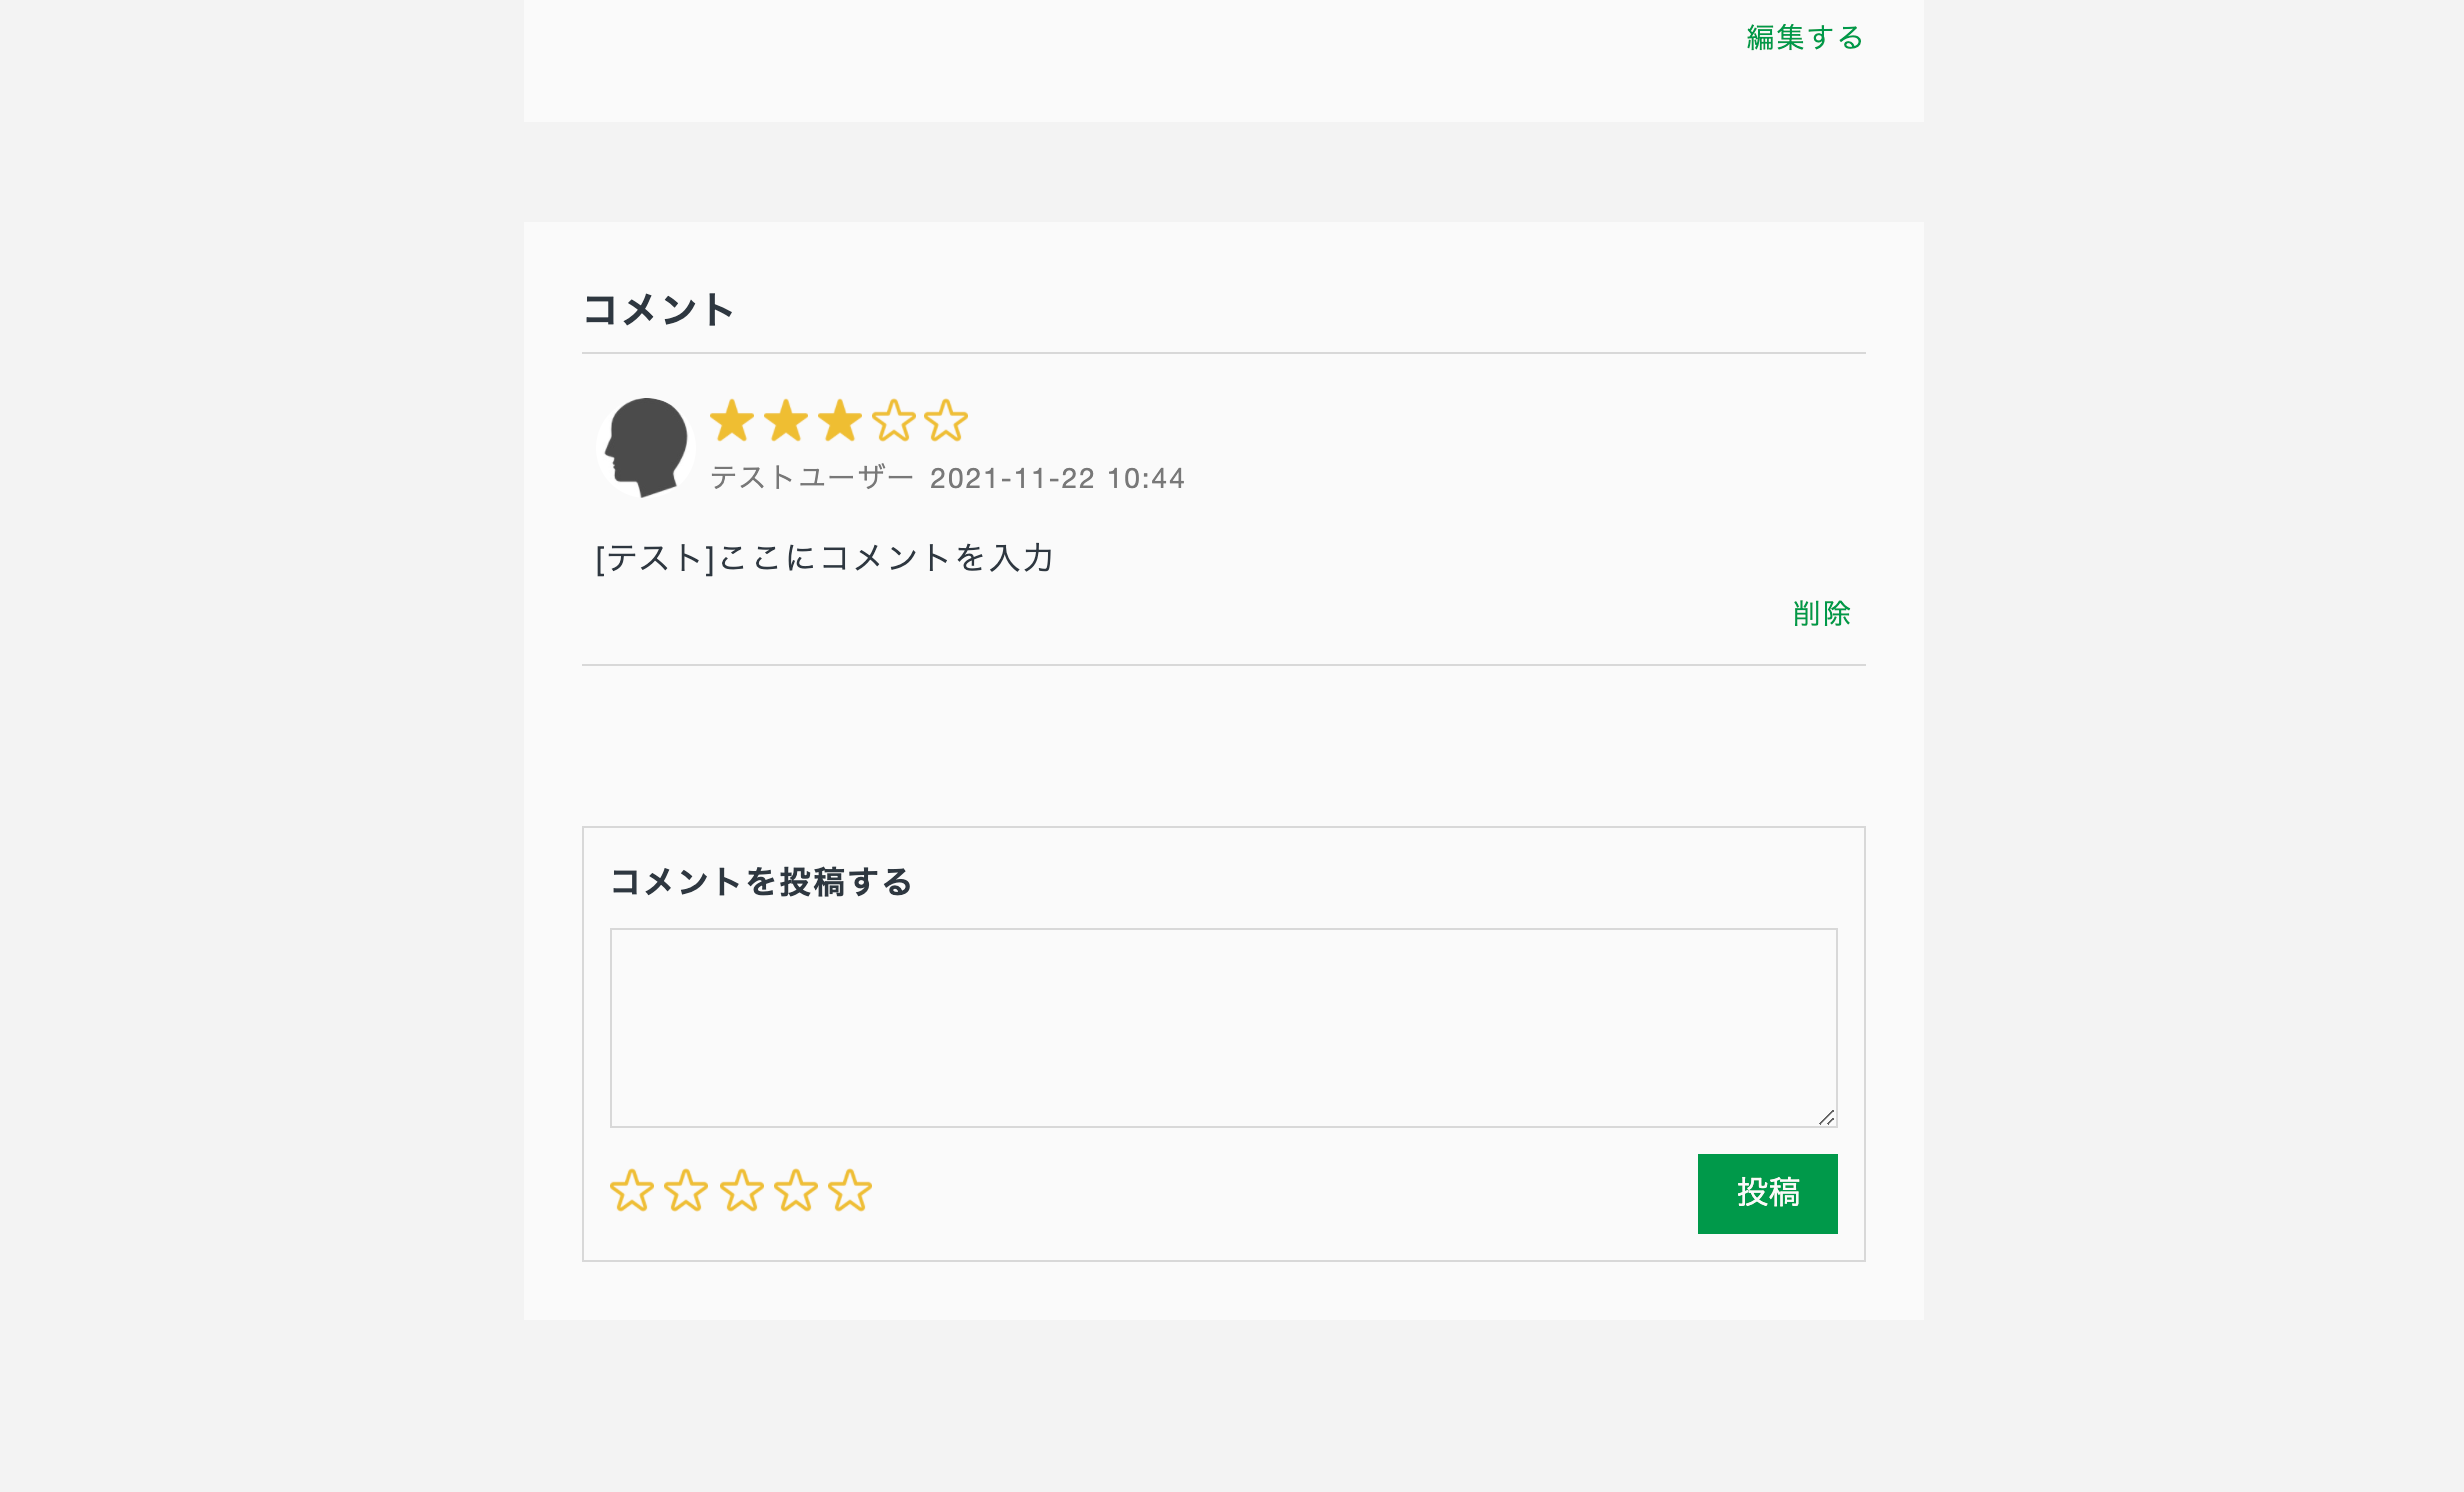 編集する
コメント
テストユーザー 2021-11-22 10:44
[テスト]ここにコメントを入力
削除
コメントを投稿する
投稿